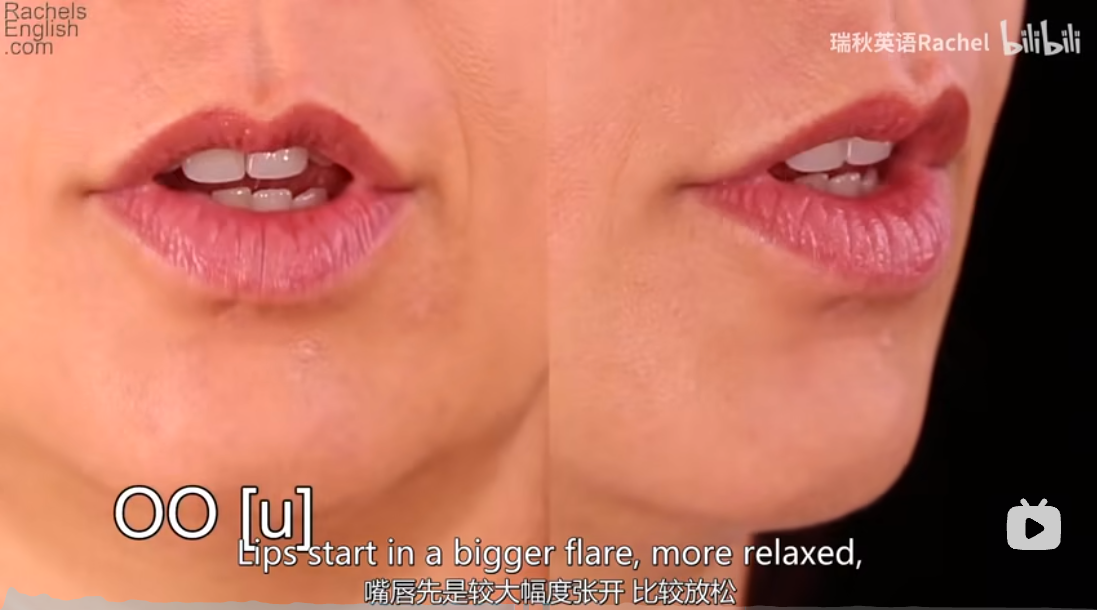 Rachels
English
.com
瑞秋英语Rachel bilibili
OO [u]
Lips start in a bigger flare, more relaxed,
嘴唇先是较大幅度张开 比较放松